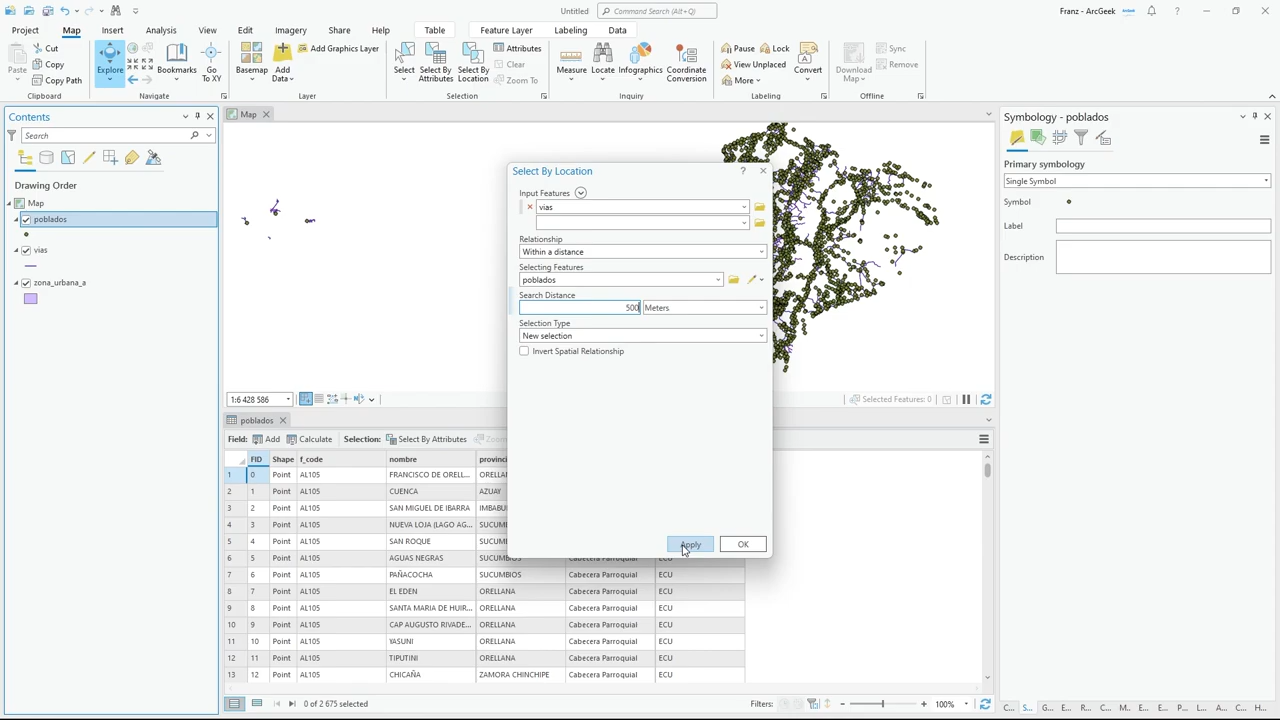 Untitled
Command Search (Alt+Q)
Franz - ArcGeek
Project Map Insert Analysis View Edit Imagery Share Help Table Feature Layer Labeling Data
Paste
Cut
Copy
Copy Path
Clipboard
Explore
Bookmarks
Go To XY
Navigate
Basemap
Add Data
Add Graphics Layer
Layer
Select
Select By Attributes
Select By Location
Attributes
Clear
Zoom To
Selection
Measure
Locate
Infographics
Coordinate Conversion
Inquiry
Pause
Lock
View Unplaced
More
Convert
Labeling
Download Map
Sync
Remove
Offline
Contents
Search
Drawing Order
Map
poblados
vias
zona_urbana_a
Map
Select By Location
Input Features
vias
Relationship
Within a distance
Selecting Features
poblados
Search Distance
500 Meters
Selection Type
New selection
Invert Spatial Relationship
Apply OK
1:6 428 586
Selected Features: 0
poblados
Field: Add Calculate Selection: Select By Attributes
FID Shape f_code nombre
1 0 Point AL105 FRANCISCO DE ORELL...
2 1 Point AL105 CUENCA AZUAY
3 2 Point AL105 SAN MIGUEL DE IBARRA
4 3 Point AL105 NUEVA LOJA (LAGO AG...
5 4 Point AL105 SAN ROQUE
6 5 Point AL105 AGUAS NEGRAS SUCUMBIOS Cabecera Parroquial ECU
7 6 Point AL105 PAÑACOCHA SUCUMBIOS Cabecera Parroquial ECU
8 7 Point AL105 EL EDEN ORELLANA Cabecera Parroquial ECU
9 8 Point AL105 SANTA MARIA DE HUIR... ORELLANA Cabecera Parroquial ECU
10 9 Point AL105 CAP AUGUSTO RIVADE... ORELLANA Cabecera Parroquial ECU
11 10 Point AL105 YASUNI ORELLANA Cabecera Parroquial ECU
12 11 Point AL105 TIPUTINI ORELLANA Cabecera Parroquial ECU
13 12 Point AL105 CHICAÑA ZAMORA CHINCHIPE Cabecera Parroquial ECU
0 of 2 675 selected
Filters:
100%
Symbology - poblados
Primary symbology
Single Symbol
Symbol
Label
Description
C... S... G... E... E... C... M... E... E... P... L... A... C... H...